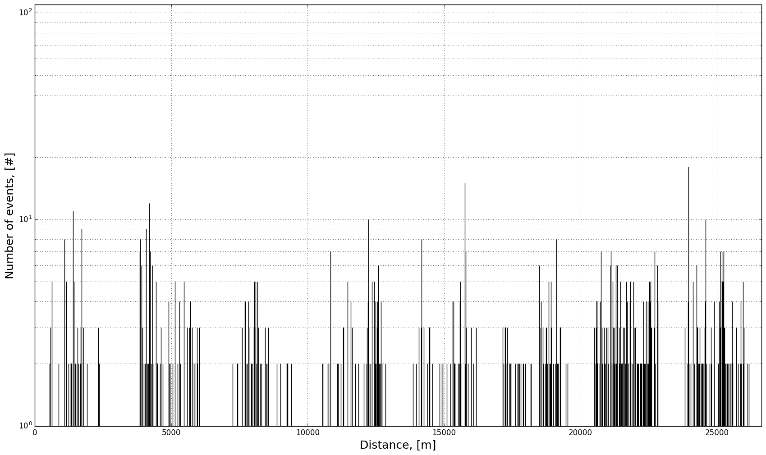 10²
10¹
10⁰
Number of events, [#]
0 5000 10000 15000 20000 25000
Distance, [m]